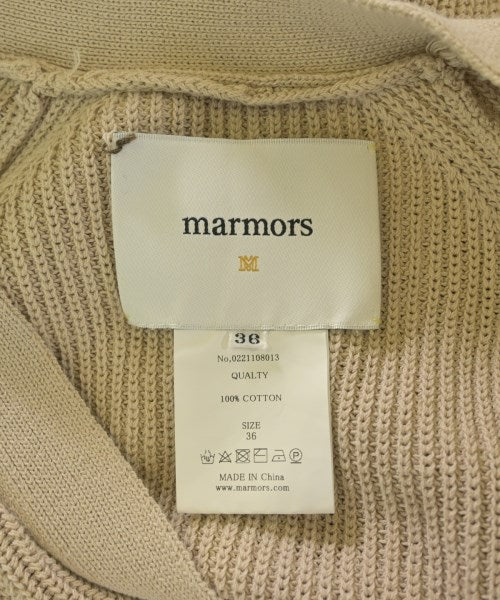 marmors
M
36
No,0221108013
QUALTY
100% COTTON
SIZE
36
MADE IN China
www.marmors.com